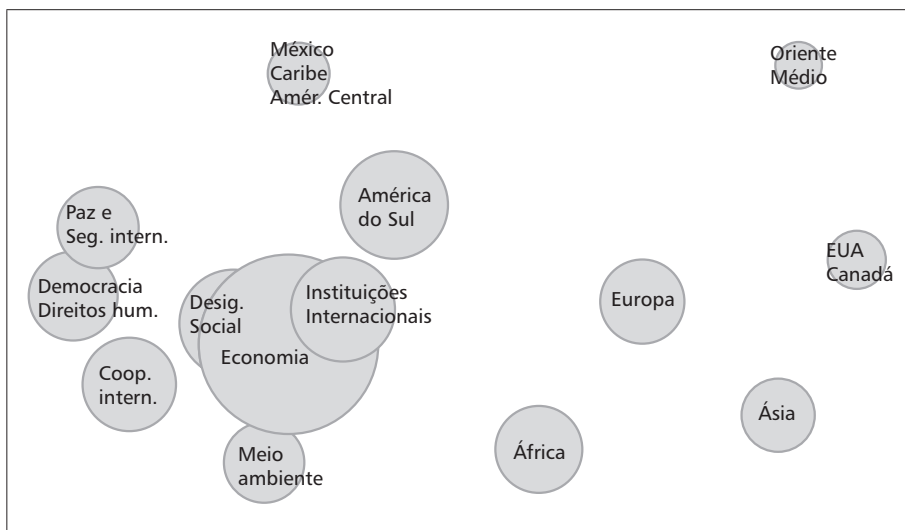 México
Caribe
Amér. Central
Oriente
Médio
América
do Sul
Paz e
Seg. intern.
EUA
Canadá
Democracia
Direitos hum.
Desig.
Social
Instituições
Internacionais
Europa
Economia
Coop.
intern.
Ásia
África
Meio
ambiente